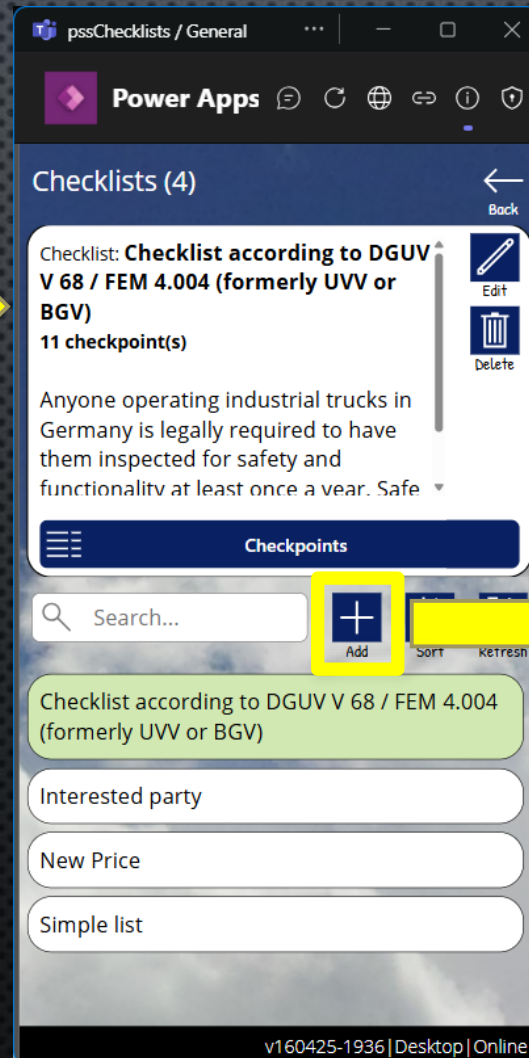 pssChecklists / General
Power Apps
Checklists (4)
Back
Checklist: Checklist according to DGUV
V 68 / FEM 4.004 (formerly UVV or
BGV)
11 checkpoint(s)
Edit
Delete
Anyone operating industrial trucks in
Germany is legally required to have
them inspected for safety and
functionality at least once a year. Safe
Checkpoints
Search...
Add
Sort
Refresh
Checklist according to DGUV V 68 / FEM 4.004
(formerly UVV or BGV)
Interested party
New Price
Simple list
v160425-1936|Desktop|Online